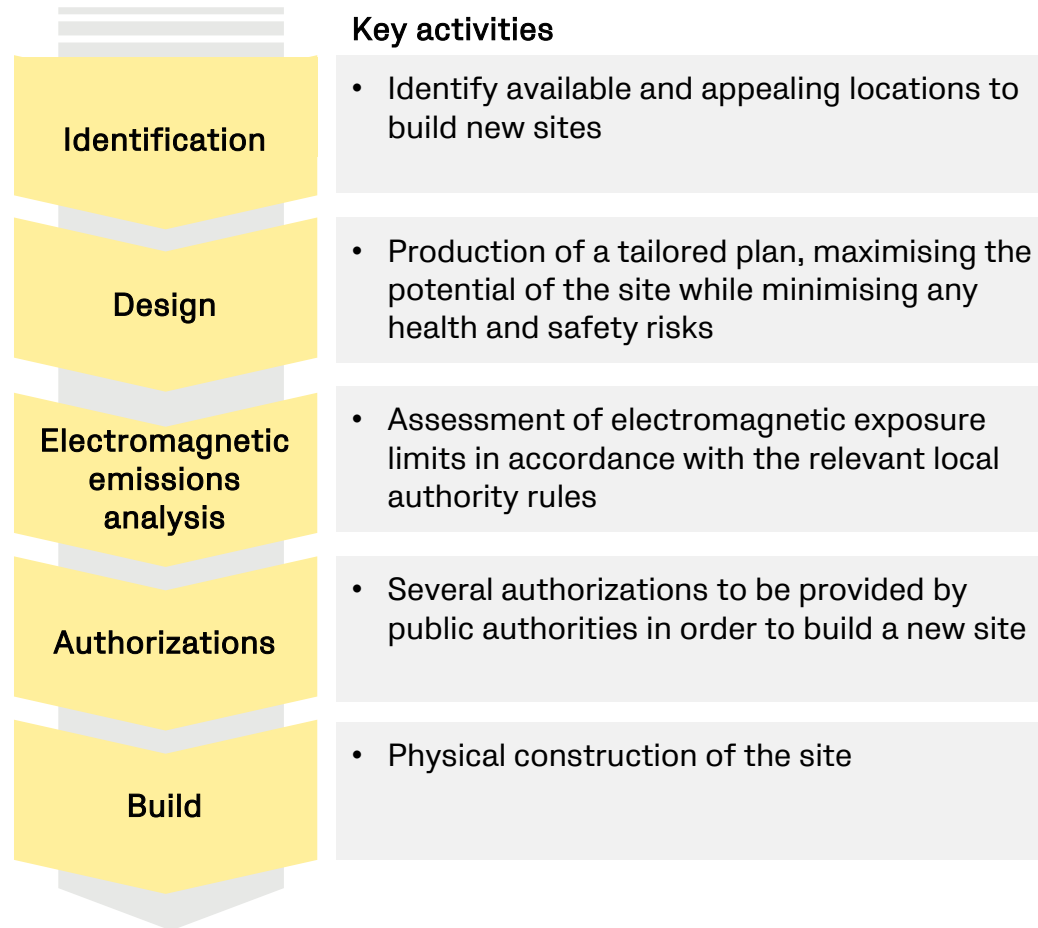 Key activities
Identification
• Identify available and appealing locations to
build new sites
Design
• Production of a tailored plan, maximising the
potential of the site while minimising any
health and safety risks
Electromagnetic
emissions
analysis
• Assessment of electromagnetic exposure
limits in accordance with the relevant local
authority rules
Authorizations
• Several authorizations to be provided by
public authorities in order to build a new site
Build
• Physical construction of the site